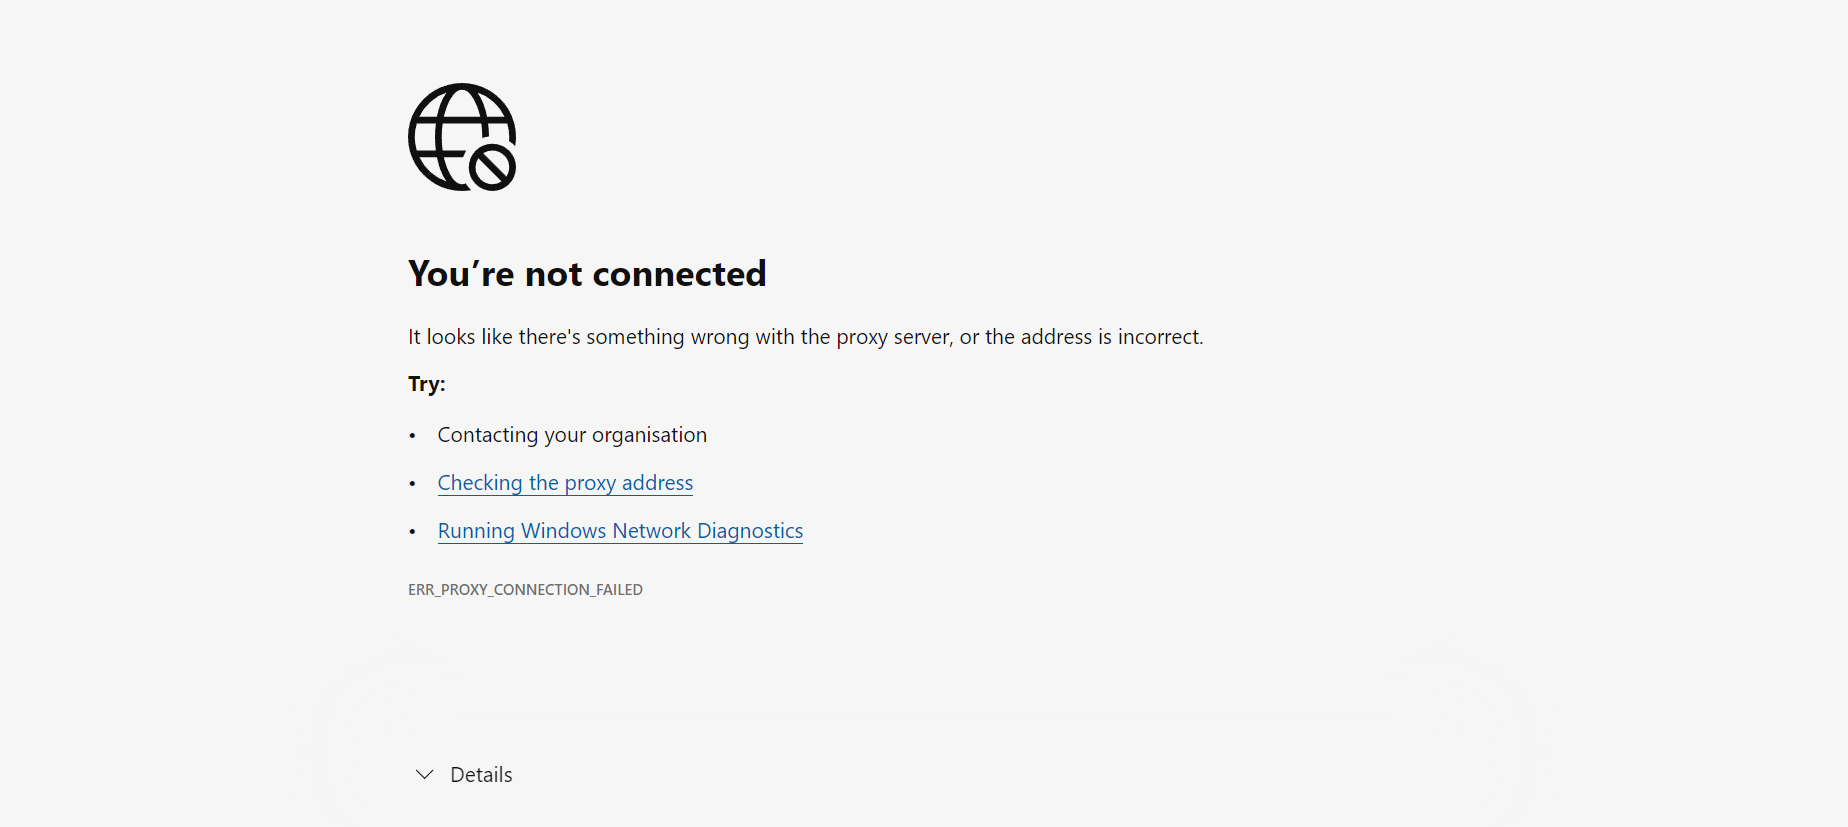 You’re not connected
It looks like there's something wrong with the proxy server, or the address is incorrect.
Try:
• Contacting your organisation
• Checking the proxy address
• Running Windows Network Diagnostics
ERR_PROXY_CONNECTION_FAILED
Details